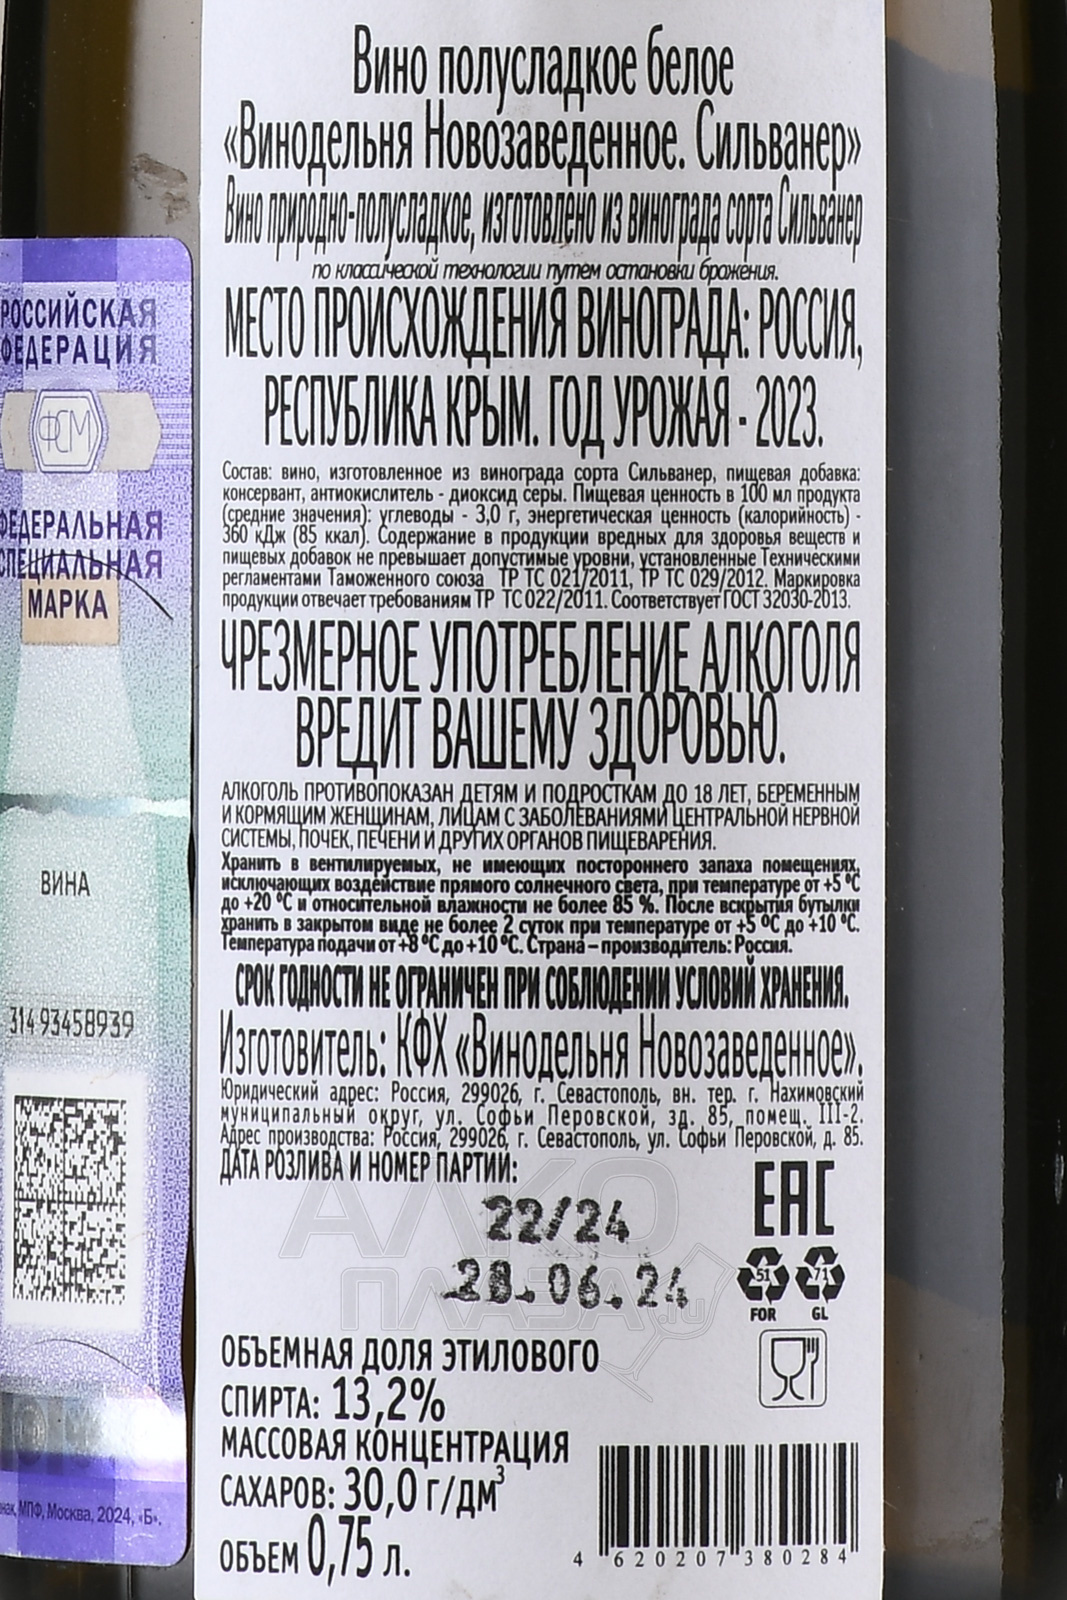 Вино полусладкое белое
«Винодельня Новозаведенное. Сильванер»
Вино природно-полусладкое, изготовлено из винограда сорта Сильванер
по классической технологии путем остановки брожения.
МЕСТО ПРОИСХОЖДЕНИЯ ВИНОГРАДА: РОССИЯ,
РЕСПУБЛИКА КРЫМ. ГОД УРОЖАЯ - 2023.
Состав: вино, изготовленное из винограда сорта Сильванер, пищевая добавка:
консервант, антиокислитель - диоксид серы. Пищевая ценность в 100 мл продукта
(средние значения): углеводы - 3,0 г, энергетическая ценность (калорийность) -
360 кДж (85 ккал). Содержание в продукции вредных для здоровья веществ и
пищевых добавок не превышает допустимые уровни, установленные Техническими
регламентами Таможенного союза ТР ТС 021/2011, ТР ТС 029/2012. Маркировка
продукции отвечает требованиям ТР ТС 022/2011. Соответствует ГОСТ 32030-2013.
ЧРЕЗМЕРНОЕ УПОТРЕБЛЕНИЕ АЛКОГОЛЯ
ВРЕДИТ ВАШЕМУ ЗДОРОВЬЮ.
АЛКОГОЛЬ ПРОТИВОПОКАЗАН ДЕТЯМ И ПОДРОСТКАМ ДО 18 ЛЕТ, БЕРЕМЕННЫМ
И КОРМЯЩИМ ЖЕНЩИНАМ, ЛИЦАМ С ЗАБОЛЕВАНИЯМИ ЦЕНТРАЛЬНОЙ НЕРВНОЙ
СИСТЕМЫ, ПОЧЕК, ПЕЧЕНИ И ДРУГИХ ОРГАНОВ ПИЩЕВАРЕНИЯ.
Хранить в вентилируемых, не имеющих постороннего запаха помещениях,
исключающих воздействие прямого солнечного света, при температуре от +5 °С
до +20 °С и относительной влажности не более 85 %. После вскрытия бутылки
хранить в закрытом виде не более 2 суток при температуре от +5 °С до +10 °С.
Температура подачи от +8 °С до +10 °С. Страна – производитель: Россия.
СРОК ГОДНОСТИ НЕ ОГРАНИЧЕН ПРИ СОБЛЮДЕНИИ УСЛОВИЙ ХРАНЕНИЯ.
Изготовитель: КФХ «Винодельня Новозаведенное».
Юридический адрес: Россия, 299026, г. Севастополь, вн. тер. г. Нахимовский
муниципальный округ, ул. Софьи Перовской, зд. 85, помещ. III-2.
Адрес производства: Россия, 299026, г. Севастополь, ул. Софьи Перовской, д. 85.
ДАТА РОЗЛИВА И НОМЕР ПАРТИИ:
22/24
28.06.24
EAC
51 71
FOR GL
ОБЪЕМНАЯ ДОЛЯ ЭТИЛОВОГО
СПИРТА: 13,2%
МАССОВАЯ КОНЦЕНТРАЦИЯ
САХАРОВ: 30,0 г/дм³
ОБЪЕМ 0,75 л.
4 620207 380284
РОССИЙСКАЯ
ФЕДЕРАЦИЯ
ФСМ
ФЕДЕРАЛЬНАЯ
СПЕЦИАЛЬНАЯ
МАРКА
ВИНА
314 93458939
МПФ, Москва, 2024, «Б».
АЛКО
ПЛАЗА.ru